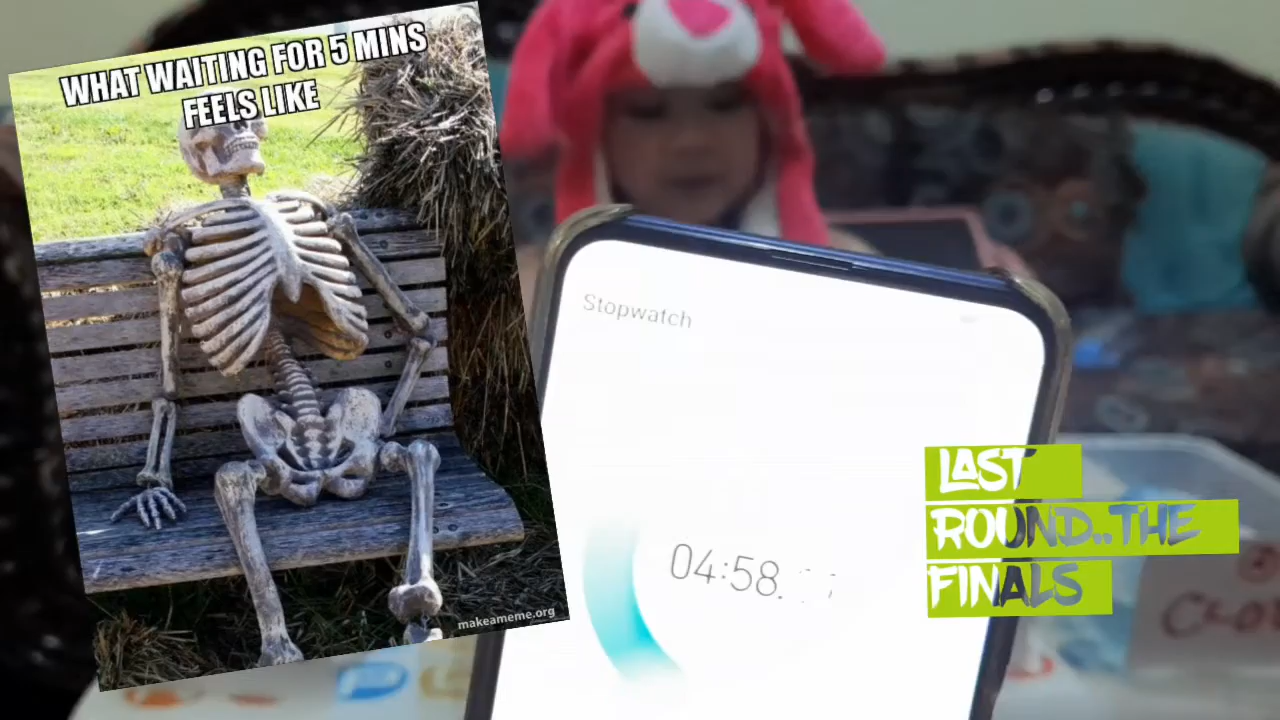 WHAT WAITING FOR 5 MINS
FEELS LIKE
makeameme.org
Stopwatch
04:58.
LAST
ROUND..THE
FINALS